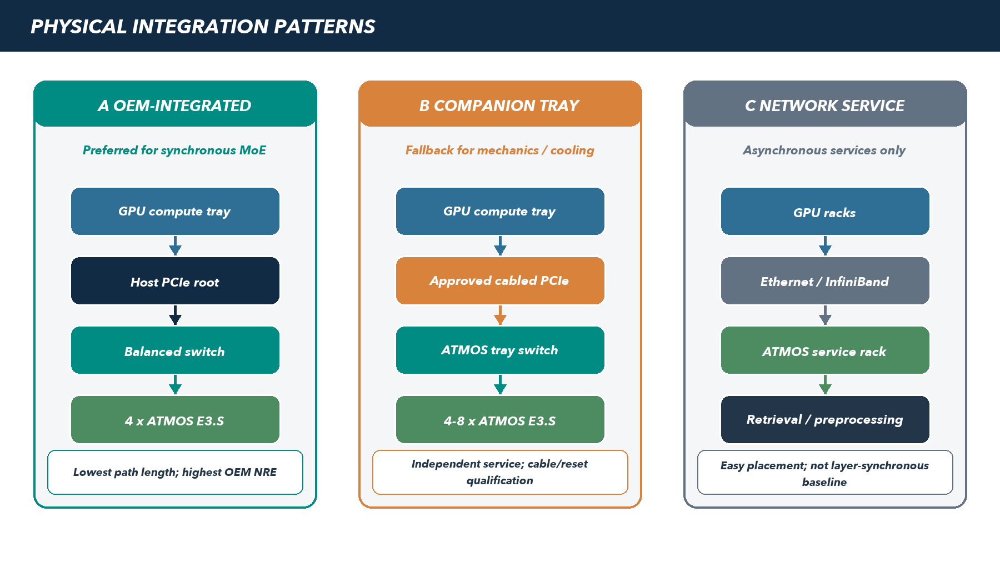 PHYSICAL INTEGRATION PATTERNS
A OEM-INTEGRATED
Preferred for synchronous MoE
GPU compute tray
Host PCIe root
Balanced switch
4 x ATMOS E3.S
Lowest path length; highest OEM NRE
B COMPANION TRAY
Fallback for mechanics / cooling
GPU compute tray
Approved cabled PCIe
ATMOS tray switch
4-8 x ATMOS E3.S
Independent service; cable/reset
qualification
C NETWORK SERVICE
Asynchronous services only
GPU racks
Ethernet / InfiniBand
ATMOS service rack
Retrieval / preprocessing
Easy placement; not layer-synchronous
baseline